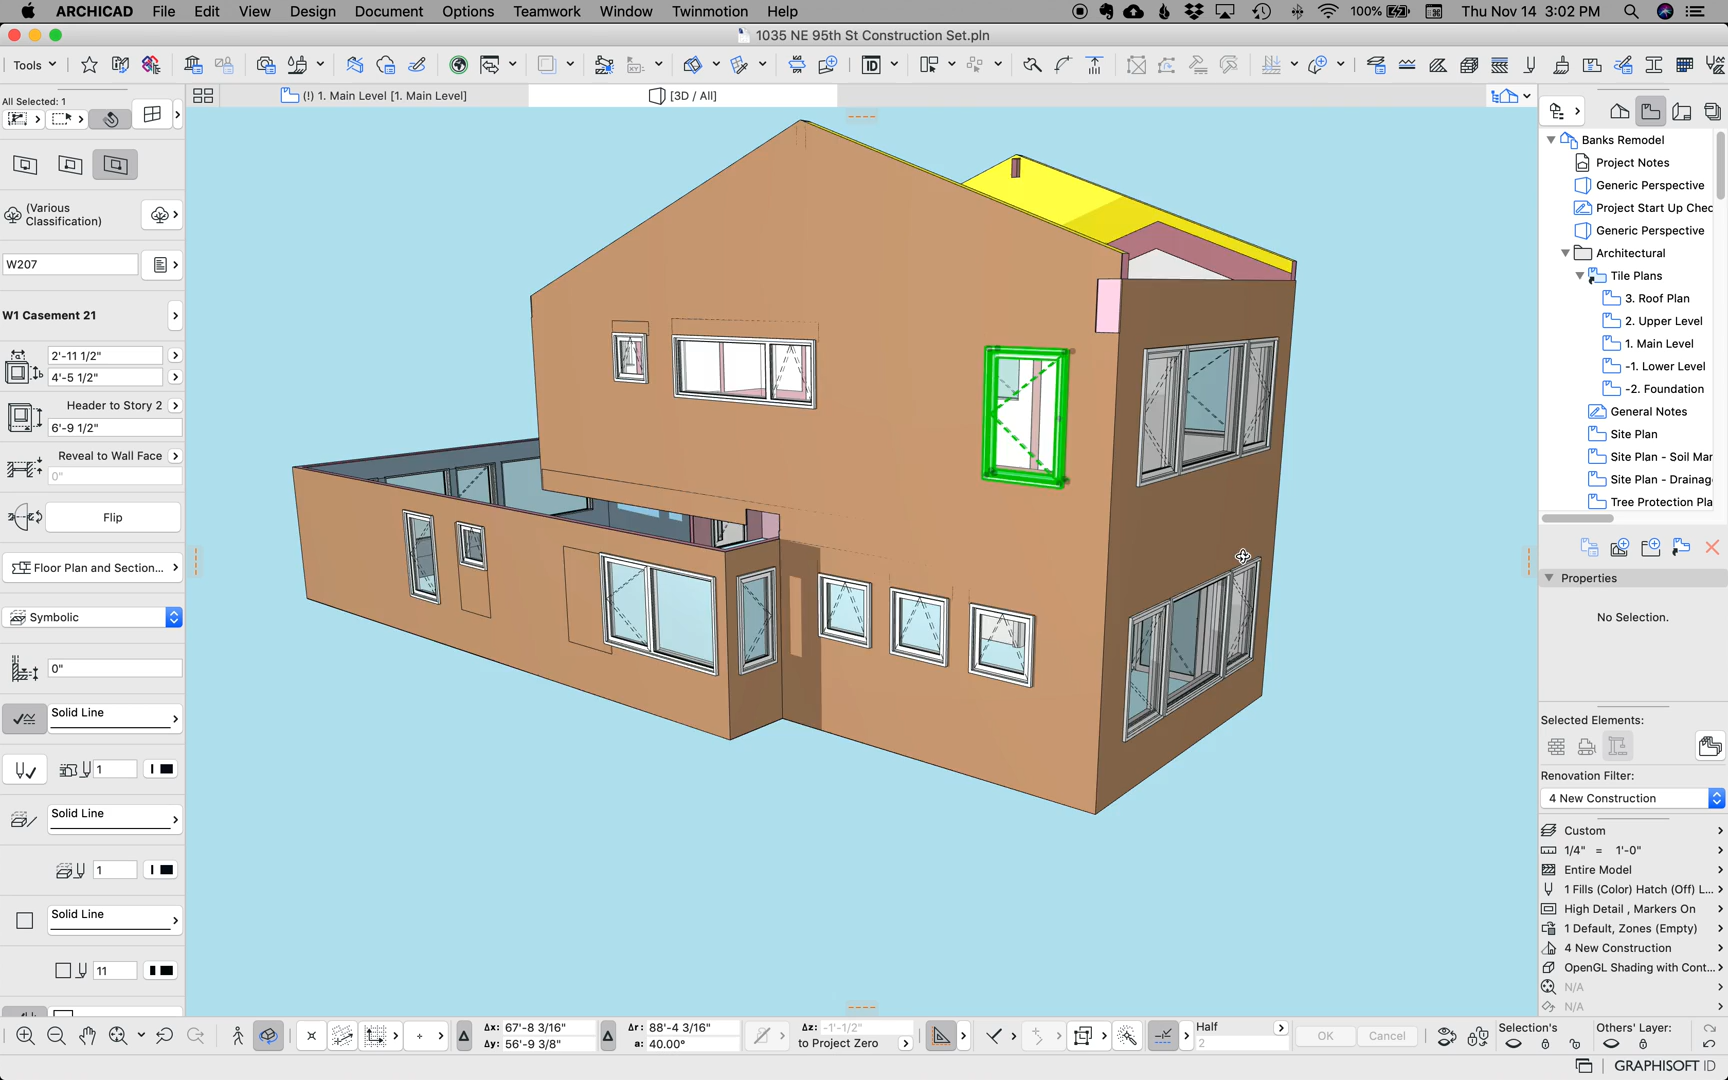 ARCHICAD File Edit View Design Document Options Teamwork Window Twinmotion Help 100% Thu Nov 14 3:02 PM
1035 NE 95th St Construction Set.pln
Tools
ID
All Selected: 1
(!) 1. Main Level [1. Main Level]
[3D / All]
(Various
Classification)
W207
W1 Casement 21
2'-11 1/2"
4'-5 1/2"
Header to Story 2
6'-9 1/2"
Reveal to Wall Face
0"
Flip
Floor Plan and Section...
Symbolic
0"
Solid Line
1
Solid Line
1
Solid Line
11
Banks Remodel
Project Notes
Generic Perspective
Project Start Up Chec
Generic Perspective
Architectural
Tile Plans
3. Roof Plan
2. Upper Level
1. Main Level
-1. Lower Level
-2. Foundation
General Notes
Site Plan
Site Plan - Soil Mar
Site Plan - Drainag
Tree Protection Pla
Properties
No Selection.
Selected Elements:
Renovation Filter:
4 New Construction
Custom
1/4" = 1'-0"
Entire Model
1 Fills (Color) Hatch (Off) L...
High Detail , Markers On
1 Default, Zones (Empty)
4 New Construction
OpenGL Shading with Cont...
N/A
N/A
Δx: 67'-8 3/16"
Δy: 56'-9 3/8"
Δr: 88'-4 3/16"
a: 40.00°
Δz: -1'-1/2"
to Project Zero
Half
2
OK
Cancel
Selection's
Others' Layer:
GRAPHISOFT ID